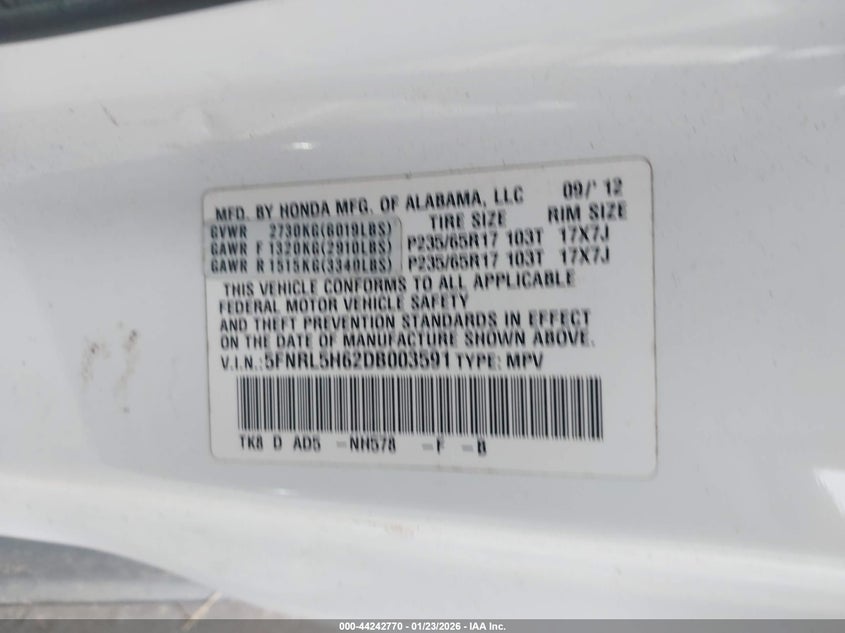 MFD. BY HONDA MFG. OF ALABAMA, LLC 09/' 12
TIRE SIZE RIM SIZE
GVWR 2730KG(6019LBS)
GAWR F 1320KG(2910LBS) P235/65R17 103T 17X7J
GAWR R 1515KG(3340LBS) P235/65R17 103T 17X7J
THIS VEHICLE CONFORMS TO ALL APPLICABLE
FEDERAL MOTOR VEHICLE SAFETY
AND THEFT PREVENTION STANDARDS IN EFFECT
ON THE DATE OF MANUFACTURE SHOWN ABOVE.
V.I.N.:5FNRL5H62DB003591 TYPE: MPV
TK8 D AD5 -NH578 -F -B
000-44242770 - 01/23/2026 - IAA Inc.